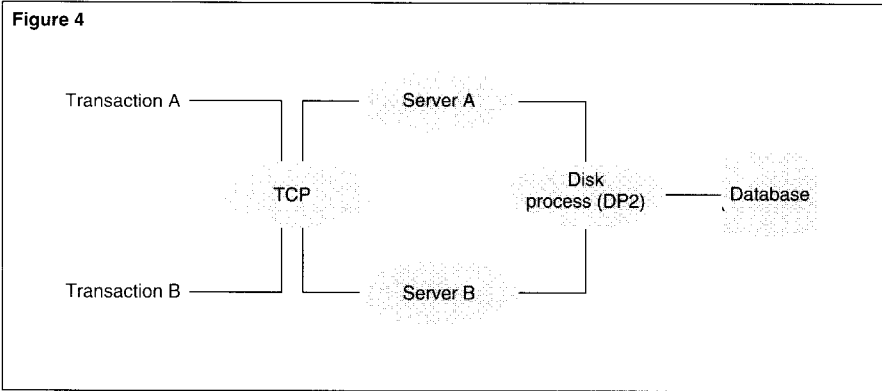 Figure 4
Transaction A
Server A
TCP
Disk
process (DP2)
Database
Transaction B
Server B